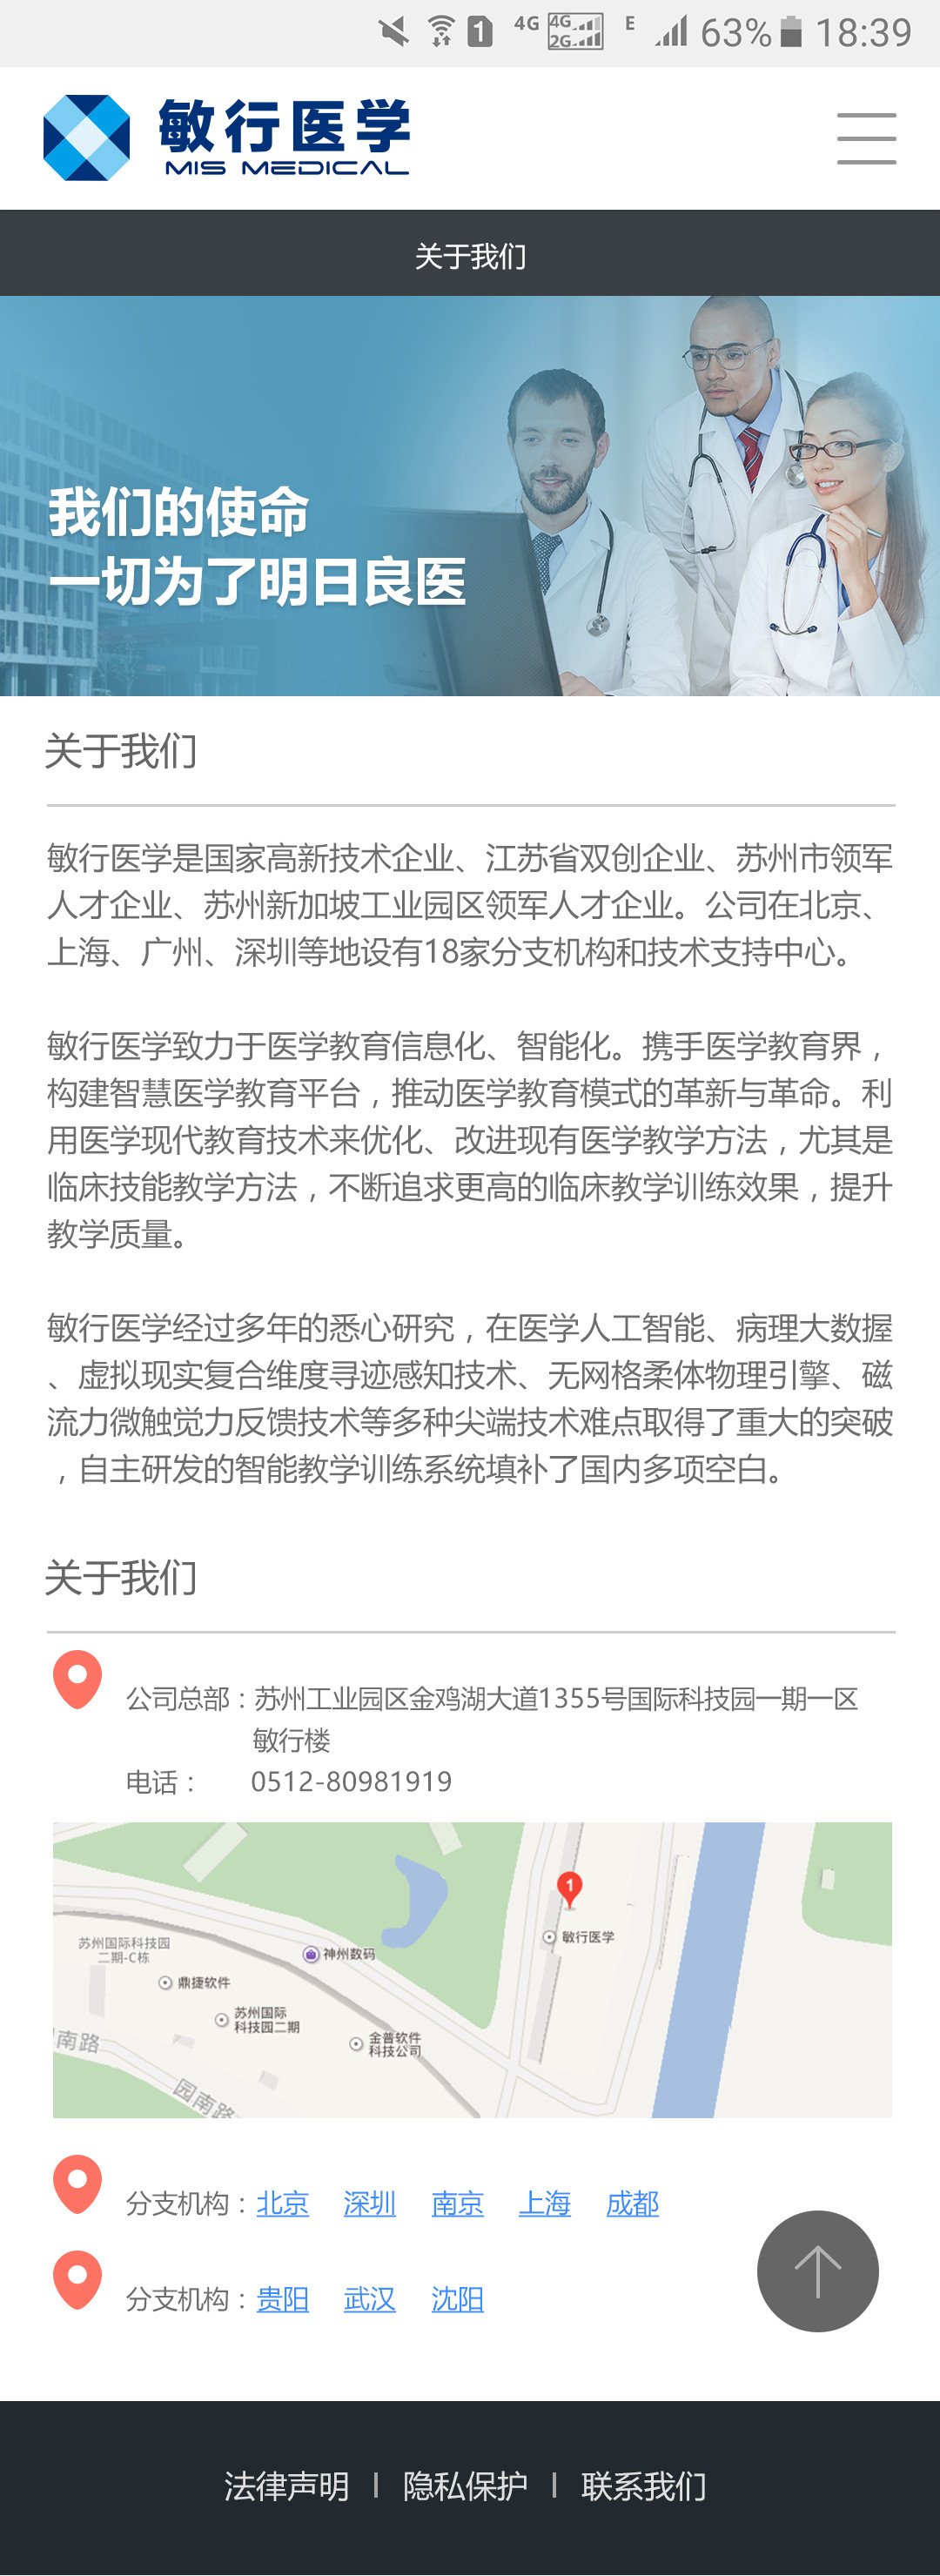 4G 4G 2G E 63% 18:39
敏行医学
MIS MEDICAL
关于我们
我们的使命
一切为了明日良医
关于我们
敏行医学是国家高新技术企业、江苏省双创企业、苏州市领军
人才企业、苏州新加坡工业园区领军人才企业。公司在北京、
上海、广州、深圳等地设有18家分支机构和技术支持中心。
敏行医学致力于医学教育信息化、智能化。携手医学教育界，
构建智慧医学教育平台，推动医学教育模式的革新与革命。利
用医学现代教育技术来优化、改进现有医学教学方法，尤其是
临床技能教学方法，不断追求更高的临床教学训练效果，提升
教学质量。
敏行医学经过多年的悉心研究，在医学人工智能、病理大数据
、虚拟现实复合维度寻迹感知技术、无网格柔体物理引擎、磁
流力微触觉力反馈技术等多种尖端技术难点取得了重大的突破
，自主研发的智能教学训练系统填补了国内多项空白。
关于我们
公司总部：苏州工业园区金鸡湖大道1355号国际科技园一期一区
敏行楼
电话： 0512-80981919
1
敏行医学
苏州国际科技园
二期-C栋
神州数码
鼎捷软件
苏州国际
科技园二期
金普软件
科技公司
南路
园南路
分支机构：北京 深圳 南京 上海 成都
分支机构：贵阳 武汉 沈阳
法律声明 | 隐私保护 | 联系我们